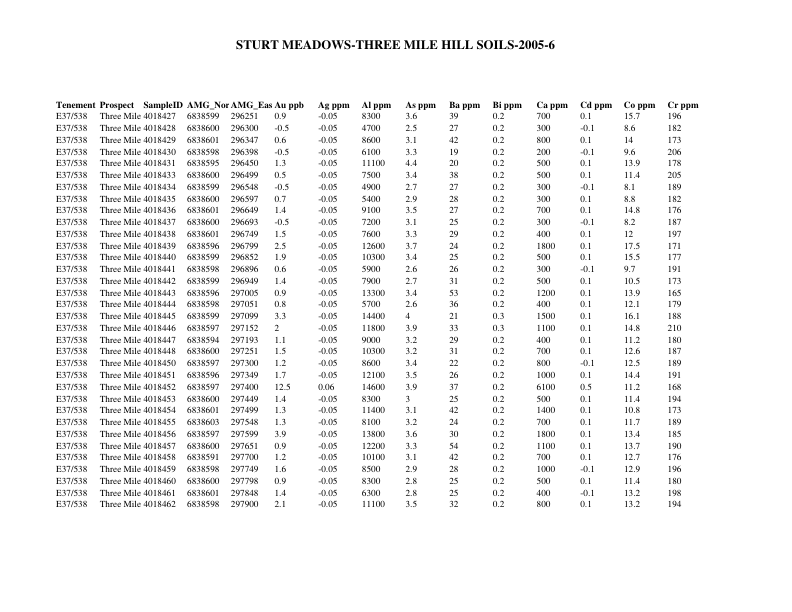 STURT MEADOWS-THREE MILE HILL SOILS-2005-6
Tenement Prospect SampleID AMG_Nor AMG_Eas Au ppb Ag ppm Al ppm As ppm Ba ppm Bi ppm Ca ppm Cd ppm Co ppm Cr ppm
E37/538 Three Mile 4018427 6838599 296251 0.9 -0.05 8300 3.6 39 0.2 700 0.1 15.7 196
E37/538 Three Mile 4018428 6838600 296300 -0.5 -0.05 4700 2.5 27 0.2 300 -0.1 8.6 182
E37/538 Three Mile 4018429 6838601 296347 0.6 -0.05 8600 3.1 42 0.2 800 0.1 14 173
E37/538 Three Mile 4018430 6838598 296398 -0.5 -0.05 6100 3.3 19 0.2 200 -0.1 9.6 206
E37/538 Three Mile 4018431 6838595 296450 1.3 -0.05 11100 4.4 20 0.2 500 0.1 13.9 178
E37/538 Three Mile 4018433 6838600 296499 0.5 -0.05 7500 3.4 38 0.2 500 0.1 11.4 205
E37/538 Three Mile 4018434 6838599 296548 -0.5 -0.05 4900 2.7 27 0.2 300 -0.1 8.1 189
E37/538 Three Mile 4018435 6838600 296597 0.7 -0.05 5400 2.9 28 0.2 300 0.1 8.8 182
E37/538 Three Mile 4018436 6838601 296649 1.4 -0.05 9100 3.5 27 0.2 700 0.1 14.8 176
E37/538 Three Mile 4018437 6838600 296693 -0.5 -0.05 7200 3.1 25 0.2 300 -0.1 8.2 187
E37/538 Three Mile 4018438 6838601 296749 1.5 -0.05 7600 3.3 29 0.2 400 0.1 12 197
E37/538 Three Mile 4018439 6838596 296799 2.5 -0.05 12600 3.7 24 0.2 1800 0.1 17.5 171
E37/538 Three Mile 4018440 6838599 296852 1.9 -0.05 10300 3.4 25 0.2 500 0.1 15.5 177
E37/538 Three Mile 4018441 6838598 296896 0.6 -0.05 5900 2.6 26 0.2 300 -0.1 9.7 191
E37/538 Three Mile 4018442 6838599 296949 1.4 -0.05 7900 2.7 31 0.2 500 0.1 10.5 173
E37/538 Three Mile 4018443 6838596 297005 0.9 -0.05 13300 3.4 53 0.2 1200 0.1 13.9 165
E37/538 Three Mile 4018444 6838599 297051 0.8 -0.05 5700 2.6 36 0.2 400 0.1 12.1 179
E37/538 Three Mile 4018445 6838599 297099 3.3 -0.05 14400 4 21 0.3 1500 0.1 16.1 188
E37/538 Three Mile 4018446 6838597 297152 2 -0.05 11800 3.9 33 0.3 1100 0.1 14.8 210
E37/538 Three Mile 4018447 6838594 297193 1.1 -0.05 9000 3.2 29 0.2 400 0.1 11.2 180
E37/538 Three Mile 4018448 6838600 297251 1.5 -0.05 10300 3.2 31 0.2 700 0.1 12.6 187
E37/538 Three Mile 4018450 6838597 297300 1.2 -0.05 8600 3.4 22 0.2 800 -0.1 12.5 189
E37/538 Three Mile 4018451 6838596 297349 1.7 -0.05 12100 3.5 26 0.2 1000 0.1 14.4 191
E37/538 Three Mile 4018452 6838597 297400 12.5 0.06 14600 3.9 37 0.2 6100 0.5 11.2 168
E37/538 Three Mile 4018453 6838600 297449 1.4 -0.05 8300 3 25 0.2 500 0.1 11.4 194
E37/538 Three Mile 4018454 6838601 297499 1.3 -0.05 11400 3.1 42 0.2 1400 0.1 10.8 173
E37/538 Three Mile 4018455 6838603 297548 1.3 -0.05 8100 3.2 24 0.2 700 0.1 11.7 189
E37/538 Three Mile 4018456 6838597 297599 3.9 -0.05 13800 3.6 30 0.2 1800 0.1 13.4 185
E37/538 Three Mile 4018457 6838600 297651 0.9 -0.05 12200 3.3 54 0.2 1100 0.1 13.7 190
E37/538 Three Mile 4018458 6838591 297700 1.2 -0.05 10100 3.1 42 0.2 700 0.1 12.7 176
E37/538 Three Mile 4018459 6838598 297749 1.6 -0.05 8500 2.9 28 0.2 1000 -0.1 12.9 196
E37/538 Three Mile 4018460 6838600 297798 0.9 -0.05 8300 2.8 25 0.2 500 0.1 11.4 180
E37/538 Three Mile 4018461 6838601 297848 1.4 -0.05 6300 2.8 25 0.2 400 -0.1 13.2 198
E37/538 Three Mile 4018462 6838598 297900 2.1 -0.05 11100 3.5 32 0.2 800 0.1 13.2 194